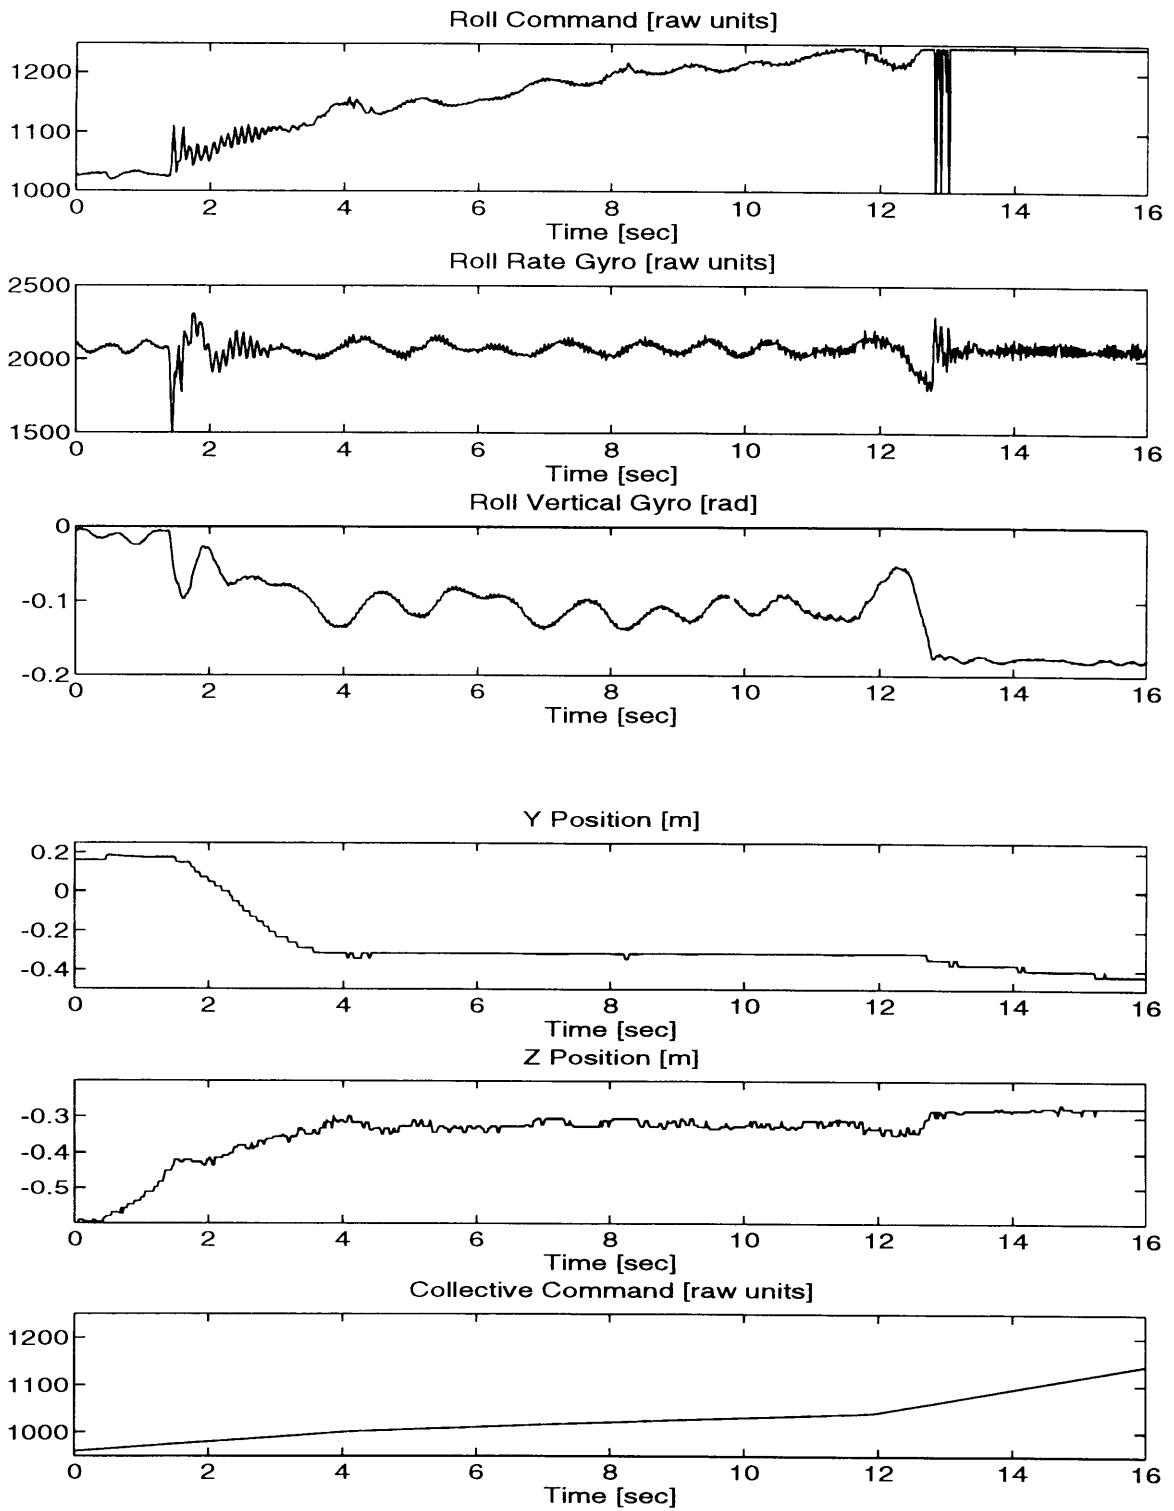 Roll Command [raw units]
1200
1100
1000
0 2 4 6 8 10 12 14 16
Time [sec]
Roll Rate Gyro [raw units]
2500
2000
1500
0 2 4 6 8 10 12 14 16
Time [sec]
Roll Vertical Gyro [rad]
0
-0.1
-0.2
0 2 4 6 8 10 12 14 16
Time [sec]
Y Position [m]
0.2
0
-0.2
-0.4
0 2 4 6 8 10 12 14 16
Time [sec]
Z Position [m]
-0.3
-0.4
-0.5
0 2 4 6 8 10 12 14 16
Time [sec]
Collective Command [raw units]
1200
1100
1000
0 2 4 6 8 10 12 14 16
Time [sec]